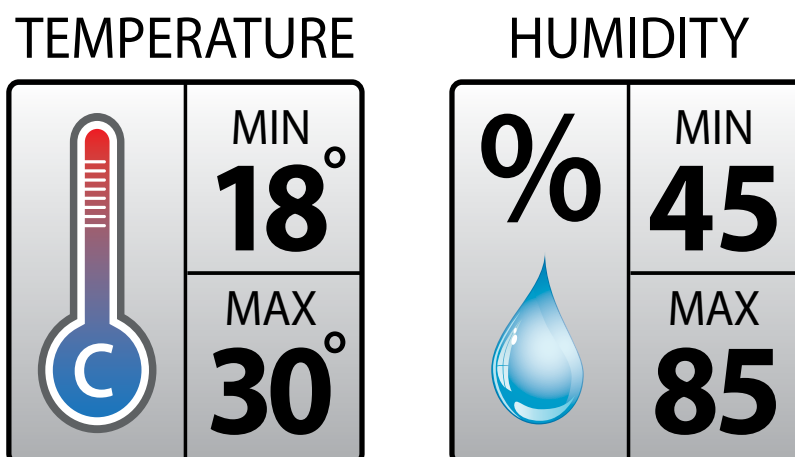 TEMPERATURE
C
MIN
18°
MAX
30°
HUMIDITY
%
MIN
45
MAX
85